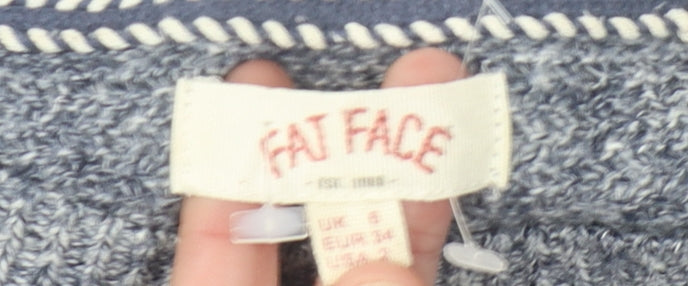 FAT FACE
- EST. 1988 -
UK 6
EUR 34
USA 2